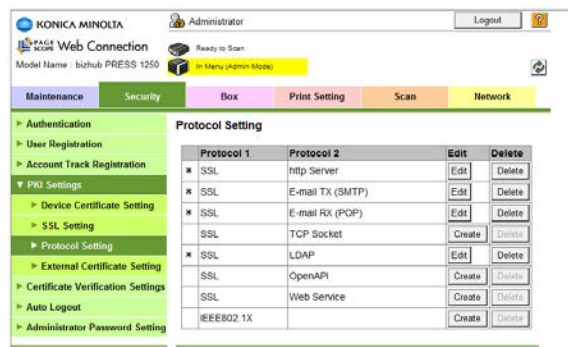 KONICA MINOLTA
Administrator
Logout
?
PAGE SCOPE Web Connection
Ready to Scan
Model Name : bizhub PRESS 1250
In Menu (Admin Mode)
Maintenance Security Box Print Setting Scan Network
Authentication
User Registration
Account Track Registration
PKI Settings
Device Certificate Setting
SSL Setting
Protocol Setting
External Certificate Setting
Certificate Verification Settings
Auto Logout
Administrator Password Setting
Protocol Setting
Protocol 1 Protocol 2 Edit Delete
* SSL http Server Edit Delete
* SSL E-mail TX (SMTP) Edit Delete
* SSL E-mail RX (POP) Edit Delete
SSL TCP Socket Create Delete
* SSL LDAP Edit Delete
SSL OpenAPI Create Delete
SSL Web Service Create Delete
IEEE802.1X Create Delete